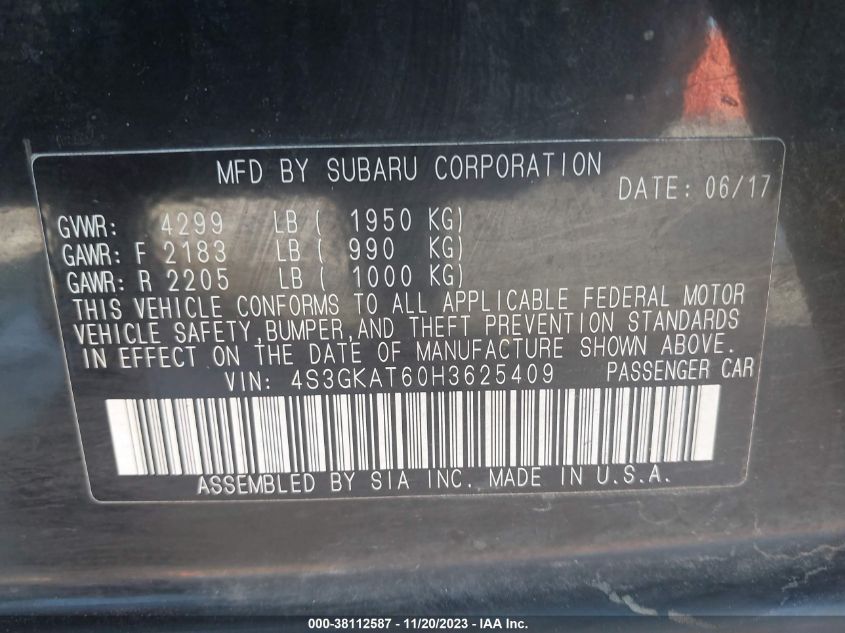 MFD BY SUBARU CORPORATION
DATE: 06/17
GVWR: 4299 LB ( 1950 KG)
GAWR: F 2183 LB ( 990 KG)
GAWR: R 2205 LB ( 1000 KG)
THIS VEHICLE CONFORMS TO ALL APPLICABLE FEDERAL MOTOR
VEHICLE SAFETY,BUMPER,AND THEFT PREVENTION STANDARDS
IN EFFECT ON THE DATE OF MANUFACTURE SHOWN ABOVE.
VIN: 4S3GKAT60H3625409 PASSENGER CAR
ASSEMBLED BY SIA INC. MADE IN U.S.A.
000-38112587 - 11/20/2023 - IAA Inc.